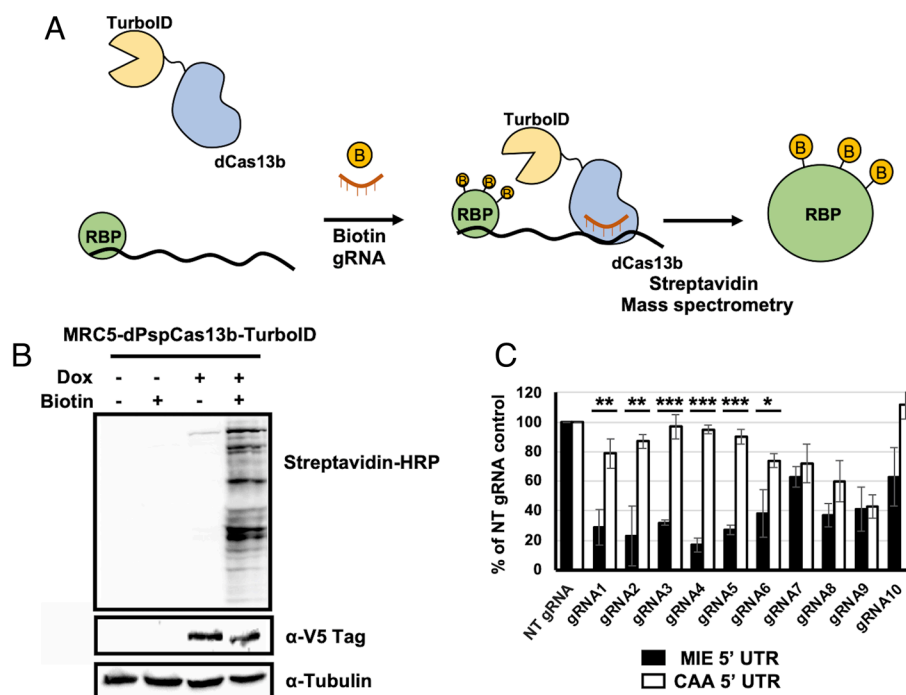 A
TurboID
dCas13b
RBP
B
Biotin
gRNA
TurboID
B B B
RBP
dCas13b
Streptavidin
Mass spectrometry
B B B
RBP
B
MRC5-dPspCas13b-TurboID
Dox - - + +
Biotin - + - +
Streptavidin-HRP
α-V5 Tag
α-Tubulin
C
% of NT gRNA control
120
100
80
60
40
20
0
** ** *** *** *** *
NT gRNA gRNA1 gRNA2 gRNA3 gRNA4 gRNA5 gRNA6 gRNA7 gRNA8 gRNA9 gRNA10
MIE 5' UTR
CAA 5' UTR